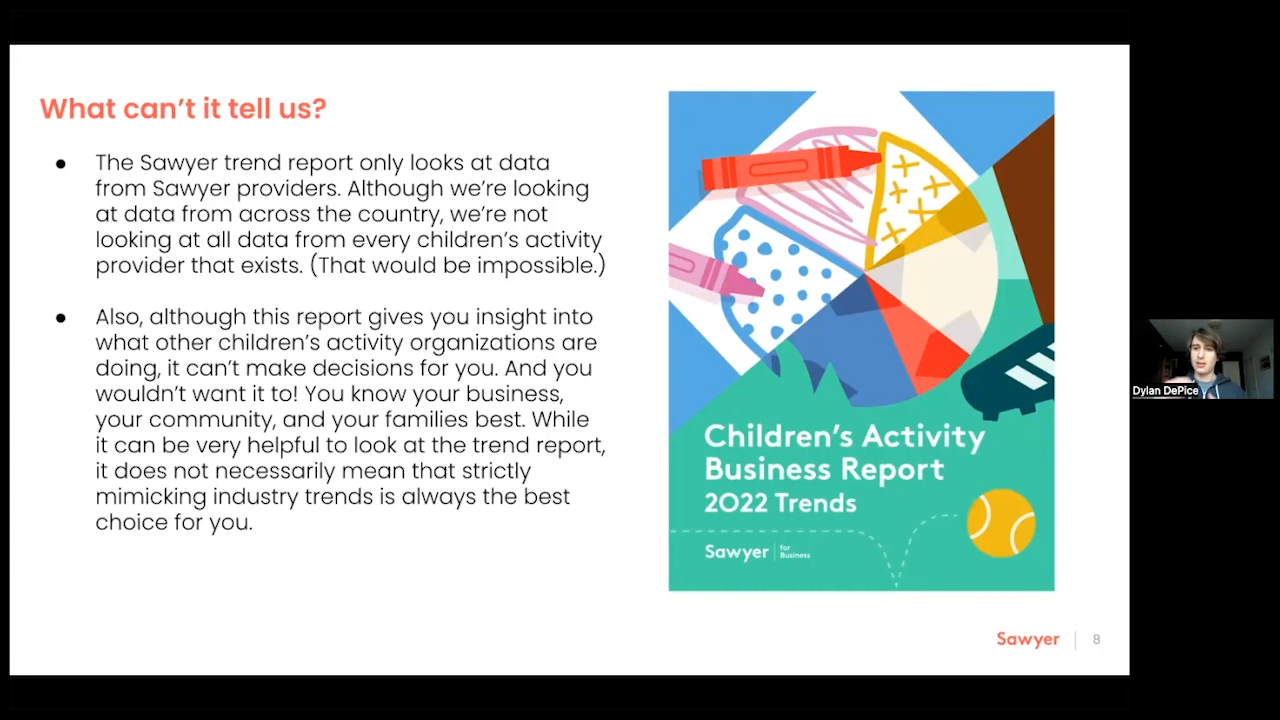 What can't it tell us?
● The Sawyer trend report only looks at data
from Sawyer providers. Although we're looking
at data from across the country, we're not
looking at all data from every children's activity
provider that exists. (That would be impossible.)
● Also, although this report gives you insight into
what other children's activity organizations are
doing, it can't make decisions for you. And you
wouldn't want it to! You know your business,
your community, and your families best. While
it can be very helpful to look at the trend report,
it does not necessarily mean that strictly
mimicking industry trends is always the best
choice for you.
Children's Activity
Business Report
2022 Trends
Sawyer | for
Business
Sawyer | 8
Dylan DePice